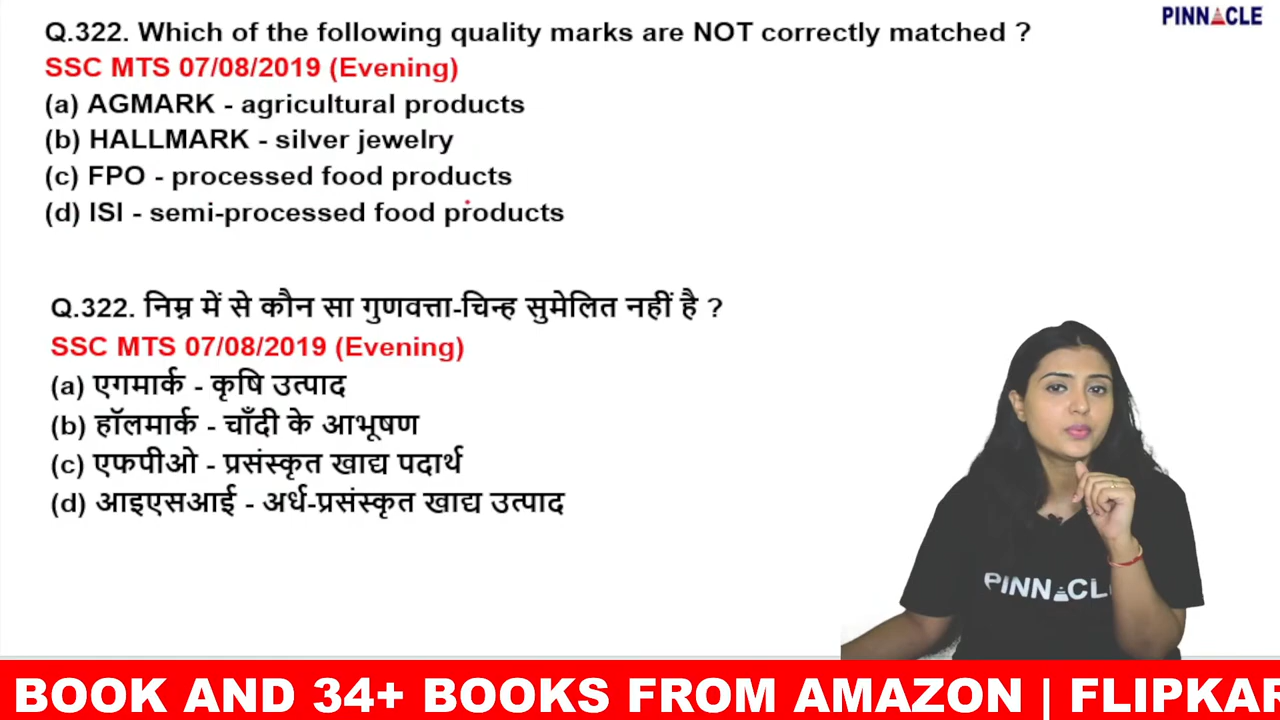 PINNACLE
Q.322. Which of the following quality marks are NOT correctly matched ?
SSC MTS 07/08/2019 (Evening)
(a) AGMARK - agricultural products
(b) HALLMARK - silver jewelry
(c) FPO - processed food products
(d) ISI - semi-processed food products
Q.322. निम्न में से कौन सा गुणवत्ता-चिन्ह सुमेलित नहीं है ?
SSC MTS 07/08/2019 (Evening)
(a) एगमार्क - कृषि उत्पाद
(b) हॉलमार्क - चाँदी के आभूषण
(c) एफपीओ - प्रसंस्कृत खाद्य पदार्थ
(d) आइएसआई - अर्ध-प्रसंस्कृत खाद्य उत्पाद
PINNACL
BOOK AND 34+ BOOKS FROM AMAZON | FLIPKAR